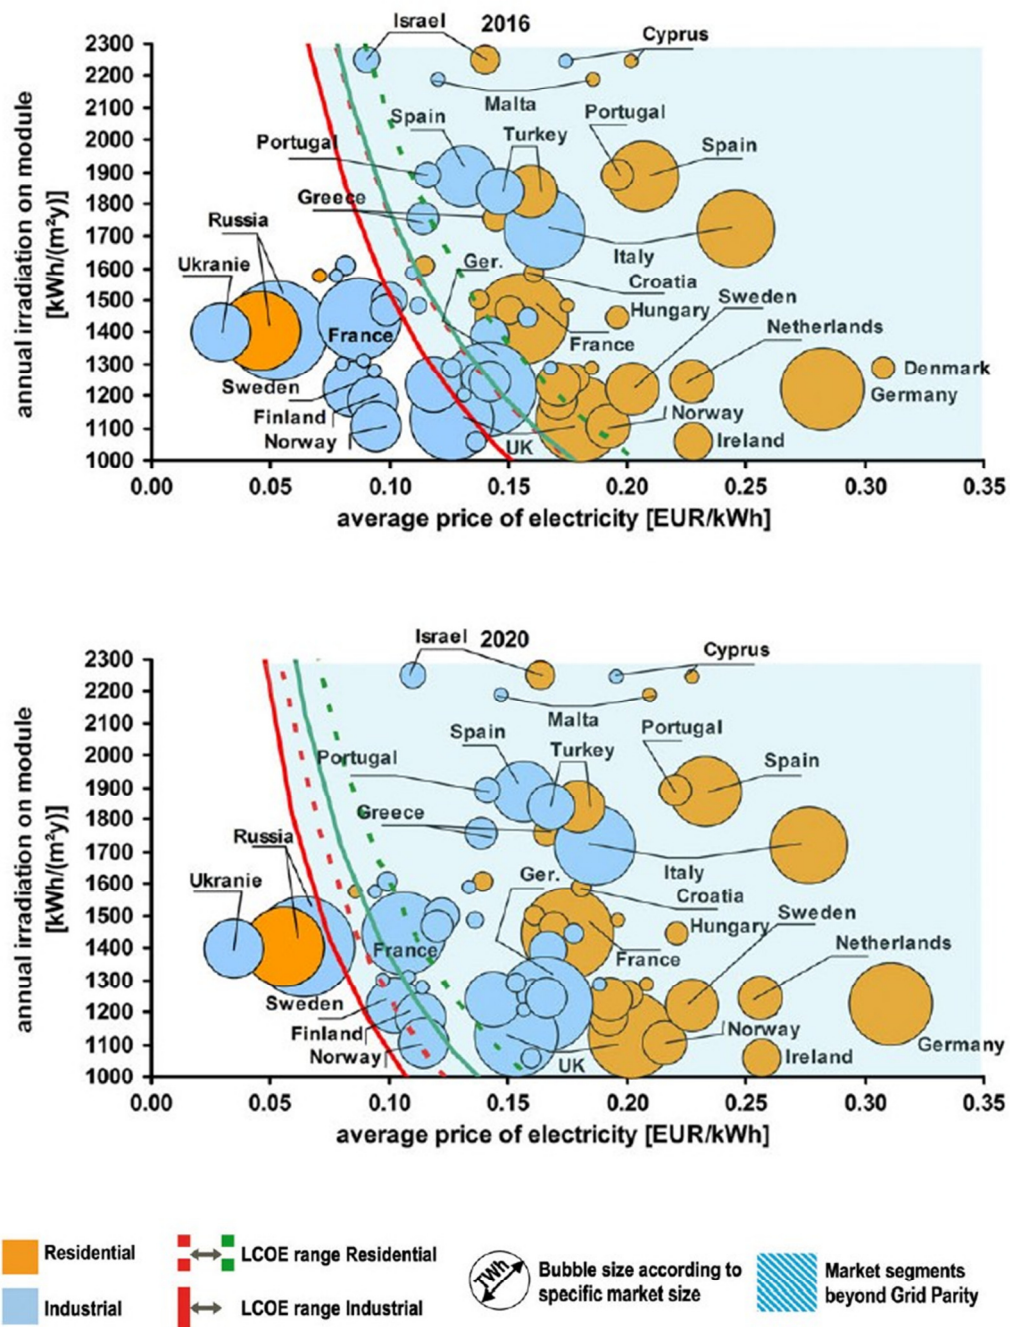 Israel
2016
Cyprus
2300
2200
2100
2000
1900
1800
1700
1600
1500
1400
1300
1200
1100
1000
annual irradiation on module
[kWh/(m²y)]
Malta
Spain
Turkey
Portugal
Spain
Portugal
Greece
Russia
Ukranie
Ger.
Italy
Croatia
Sweden
Hungary
Netherlands
France
France
Denmark
Germany
Sweden
Finland
Norway
Norway
UK
Ireland
0.00
0.05
0.10
0.15
0.20
0.25
0.30
0.35
average price of electricity [EUR/kWh]
Israel
2020
Cyprus
2300
2200
2100
2000
1900
1800
1700
1600
1500
1400
1300
1200
1100
1000
annual irradiation on module
[kWh/(m²y)]
Malta
Spain
Turkey
Portugal
Spain
Portugal
Greece
Russia
Ukranie
Ger.
Italy
Croatia
Sweden
Hungary
Netherlands
France
France
Sweden
Finland
Norway
Norway
Germany
UK
Ireland
0.00
0.05
0.10
0.15
0.20
0.25
0.30
0.35
average price of electricity [EUR/kWh]
Residential
LCOE range Residential
TWh
Bubble size according to
specific market size
Market segments
beyond Grid Parity
Industrial
LCOE range Industrial